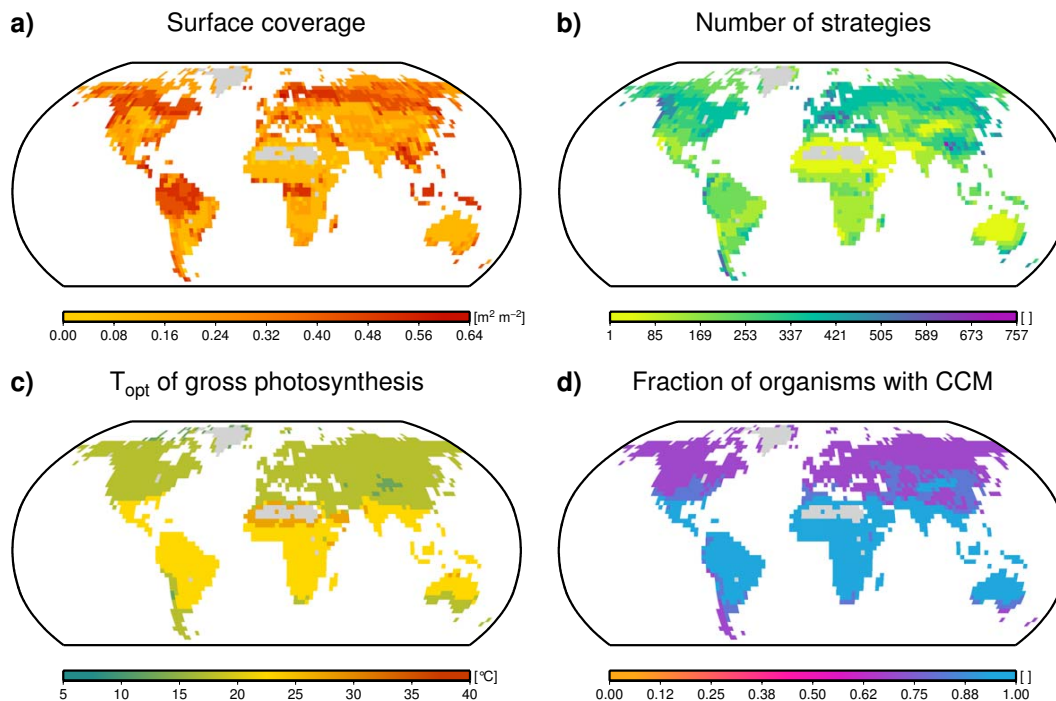 a) Surface coverage
b) Number of strategies
[m² m⁻²]
0.00 0.08 0.16 0.24 0.32 0.40 0.48 0.56 0.64
[ ]
1 85 169 253 337 421 505 589 673 757
c) Topt of gross photosynthesis
d) Fraction of organisms with CCM
[°C]
5 10 15 20 25 30 35 40
[ ]
0.00 0.12 0.25 0.38 0.50 0.62 0.75 0.88 1.00